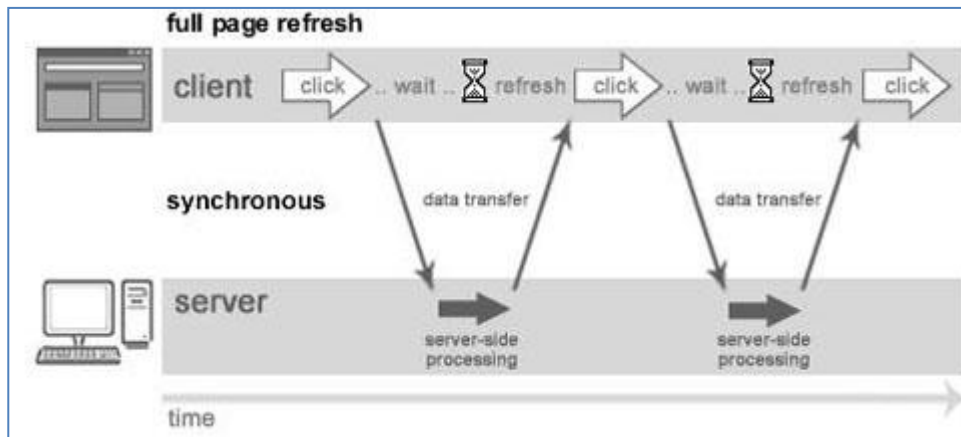 full page refresh
client click .. wait .. refresh click .. wait .. refresh click
synchronous data transfer data transfer
server
server-side processing
server-side processing
time